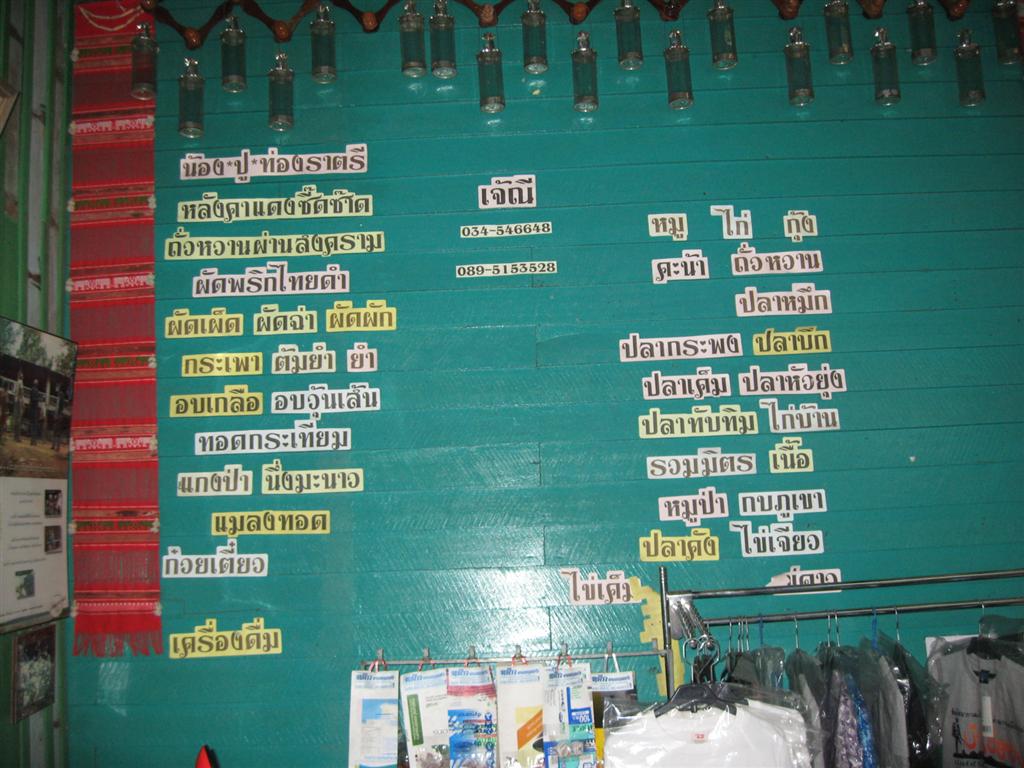 น้อง*ปู*ท่องราตรี
หลังคาแดงซี๊ดซ๊าด
ถั่วหวานผ่านสงคราม
ผัดพริกไทยดำ
ผัดเผ็ด ผัดฉ่า ผัดผัก
กระเพา ต้มยำ ยำ
อบเกลือ อบวุ้นเส้น
ทอดกระเทียม
แกงป่า นึ่งมะนาว
แมลงทอด
ก๋วยเตี๋ยว
เครื่องดื่ม
เจ้ณี
034-546648
089-5153528
หมู ไก่ กุ้ง
คะน้า ถั่วหวาน
ปลาหมึก
ปลากระพง ปลาบึก
ปลาเค็ม ปลาหัวยุ่ง
ปลาทับทิม ไก่บ้าน
รวมมิตร เนื้อ
หมูป่า กบภูเขา
ปลาคัง ไข่เจียว
ไข่เค็ม